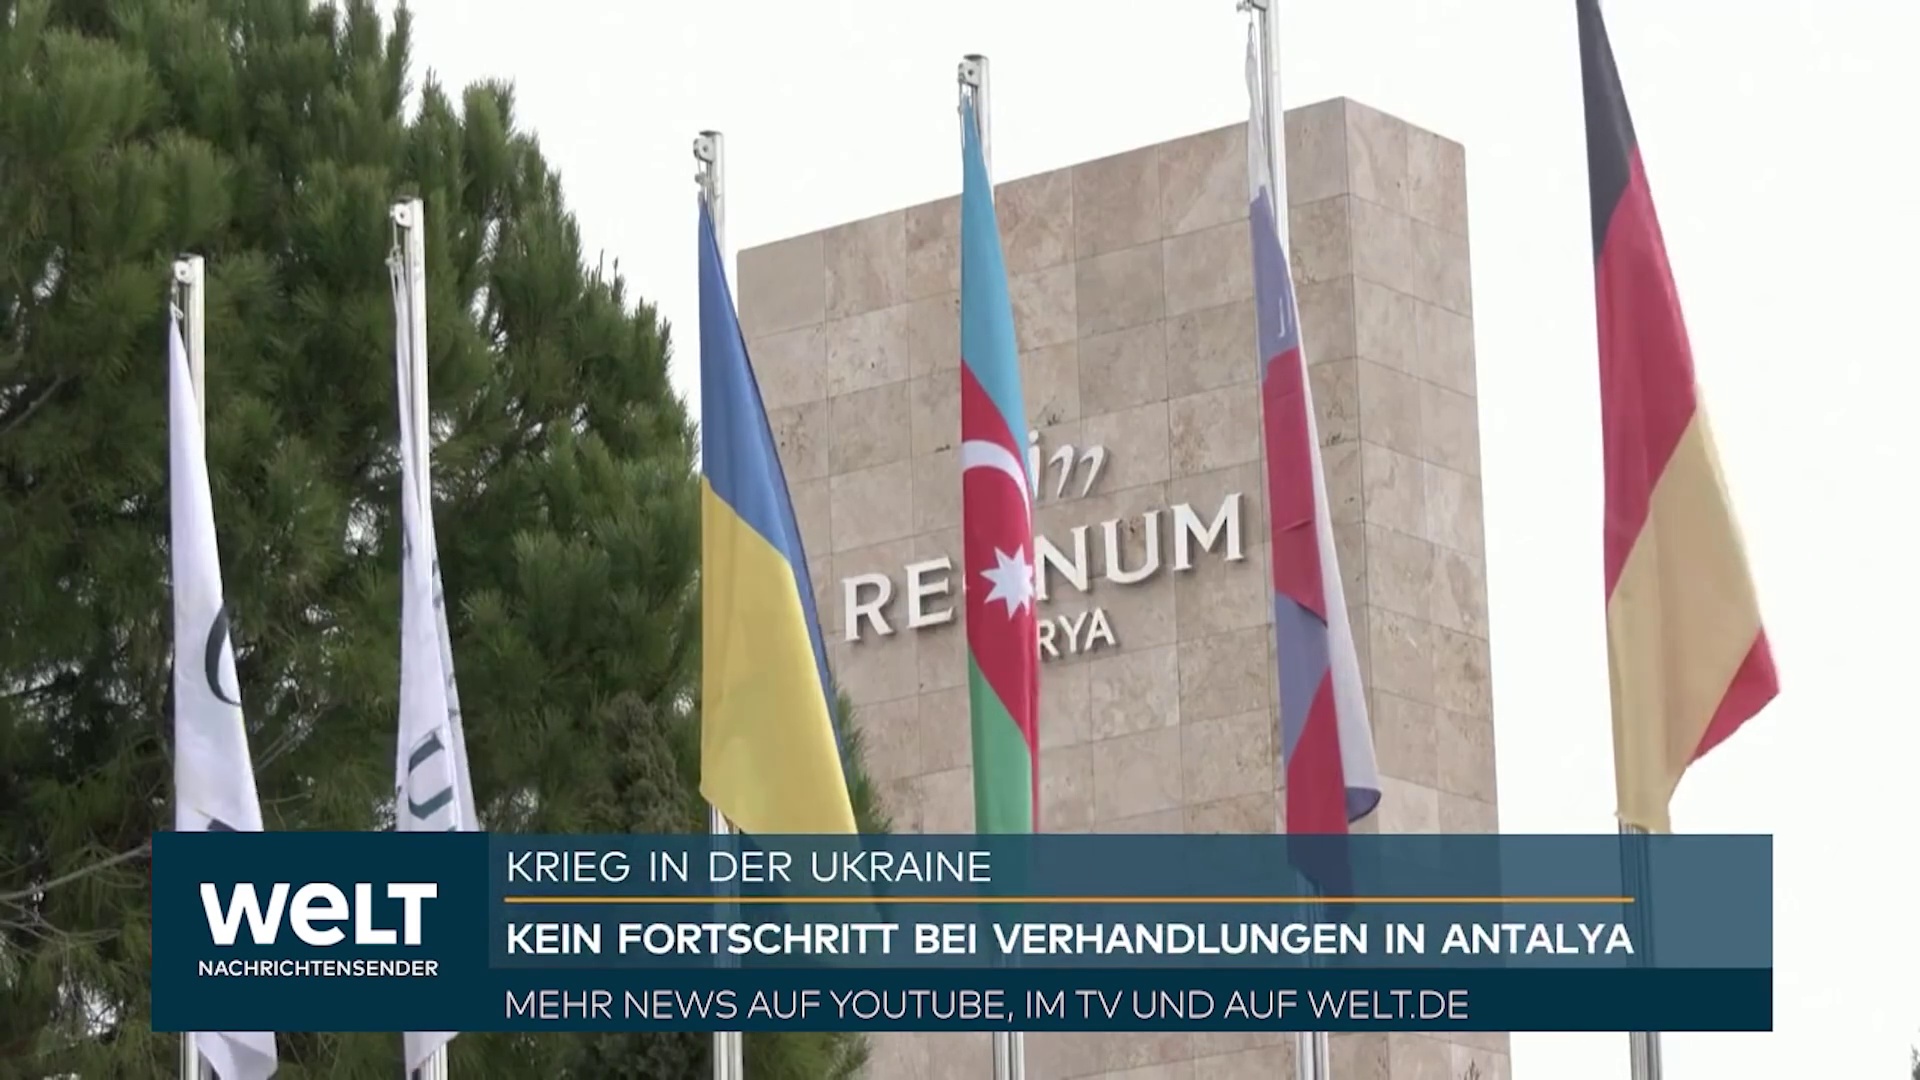 RE NUM
RYA
U
WELT
NACHRICHTENSENDER
KRIEG IN DER UKRAINE
KEIN FORTSCHRITT BEI VERHANDLUNGEN IN ANTALYA
MEHR NEWS AUF YOUTUBE, IM TV UND AUF WELT.DE